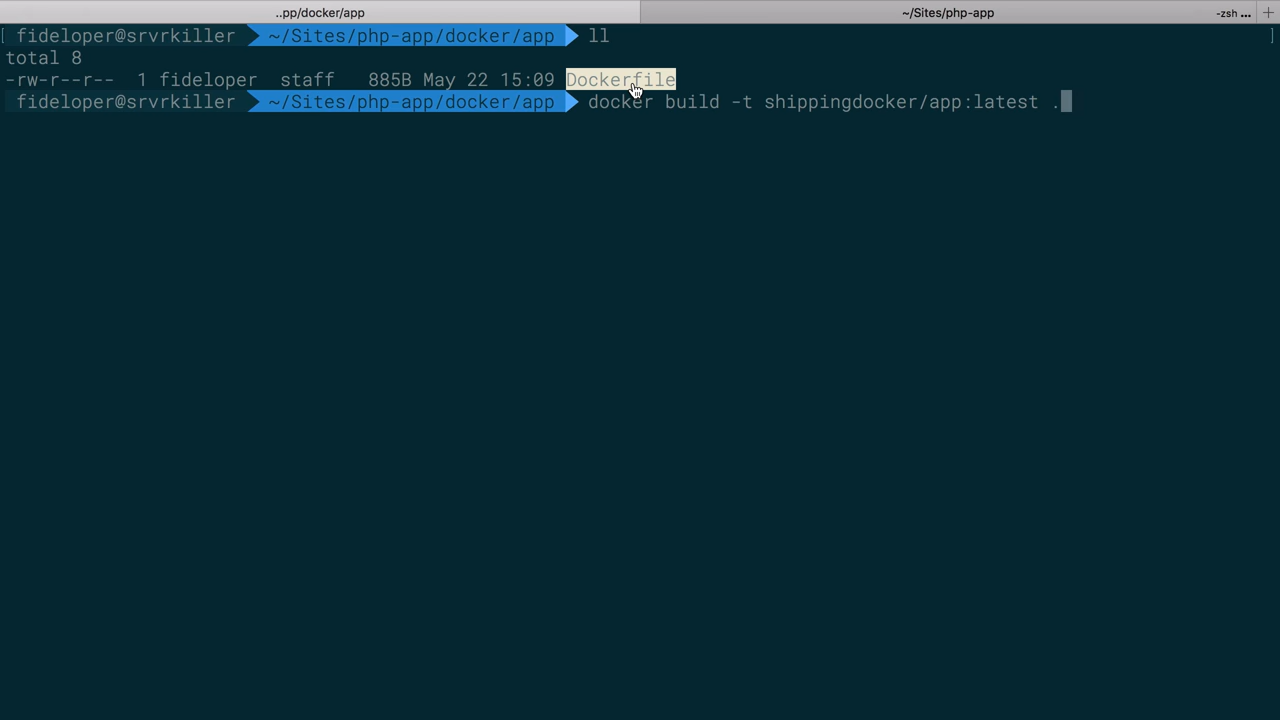 ..pp/docker/app ~/Sites/php-app -zsh ... +
[ fideloper@srvrkiller ~/Sites/php-app/docker/app ll ]
total 8
-rw-r--r-- 1 fideloper staff 885B May 22 15:09 Dockerfile
fideloper@srvrkiller ~/Sites/php-app/docker/app docker build -t shippingdocker/app:latest .